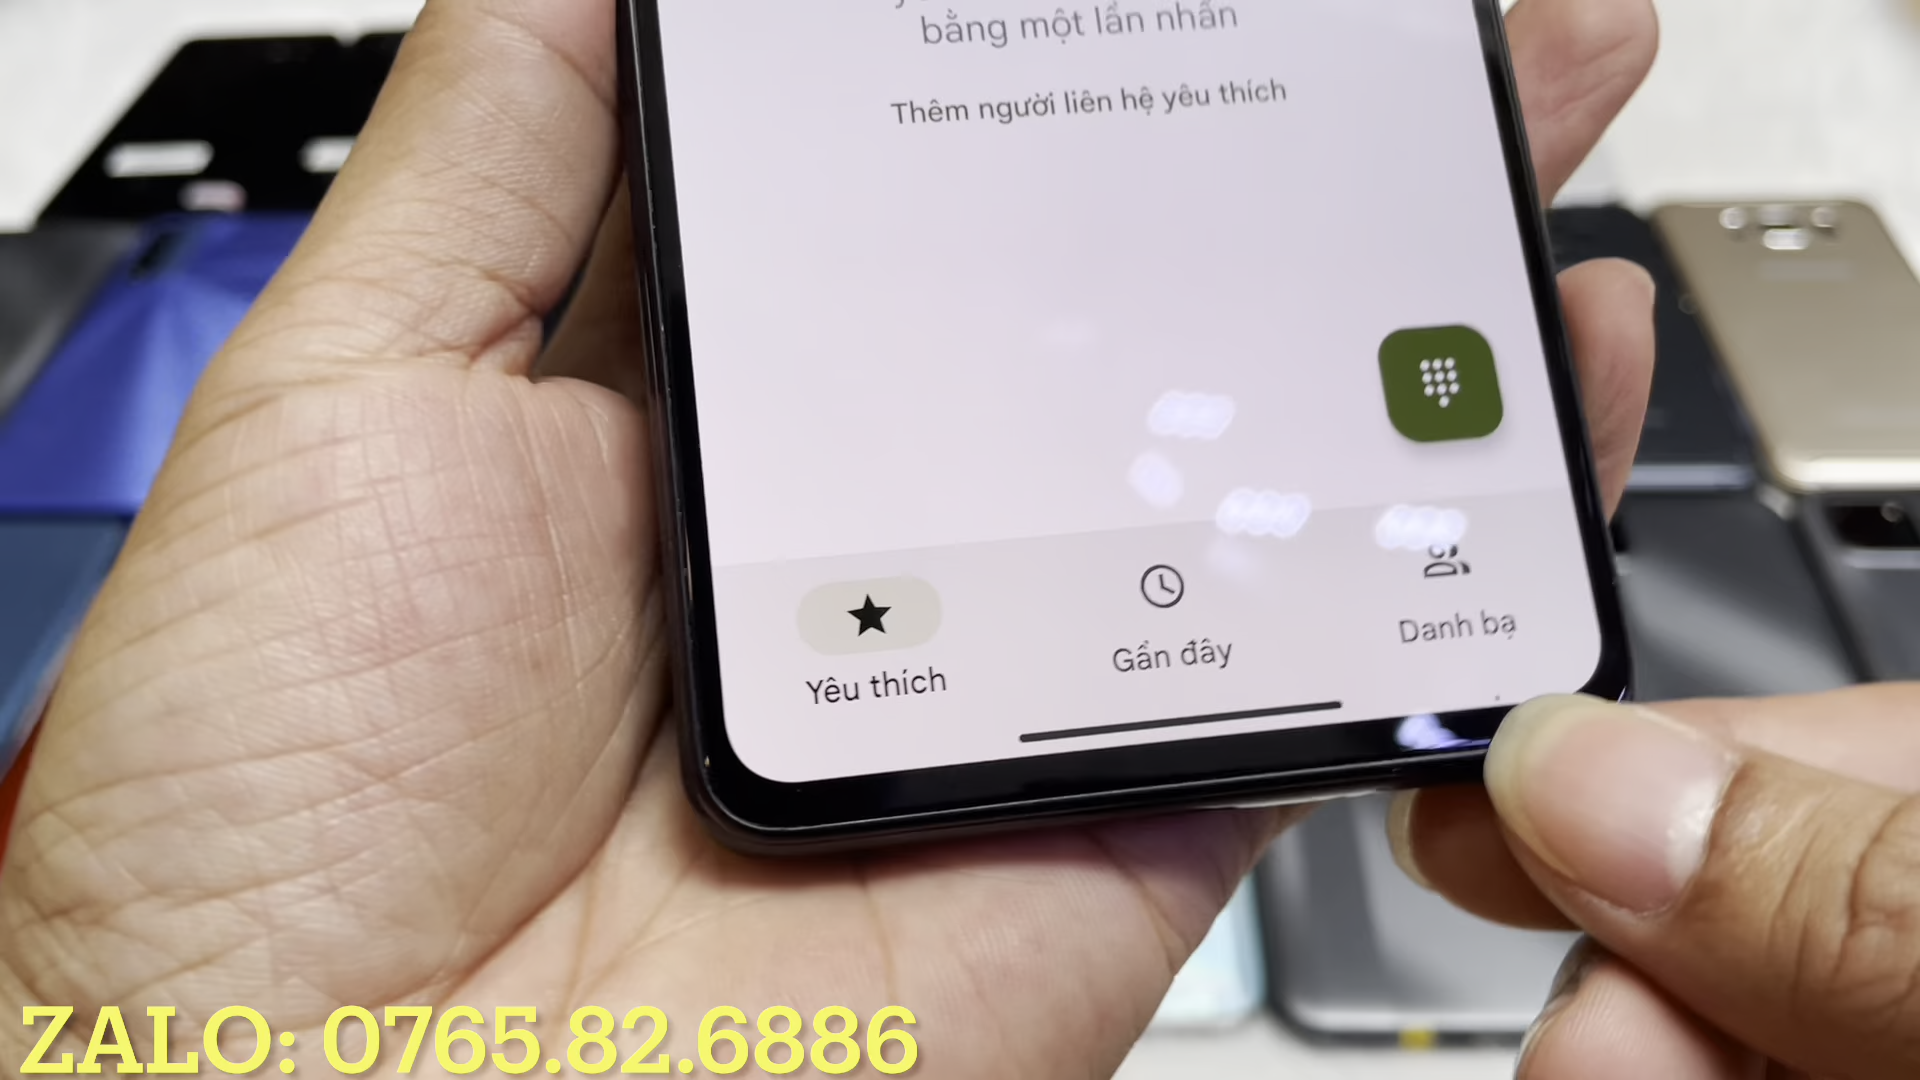 bằng một lần nhấn
Thêm người liên hệ yêu thích
Yêu thích
Gần đây
Danh bạ
ZALO: 0765.82.6886